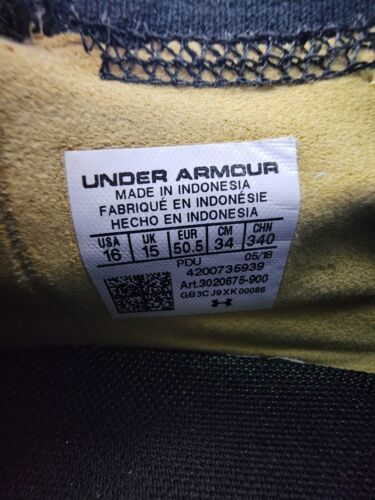 UNDER ARMOUR
MADE IN INDONESIA
FABRIQUÉ EN INDONÉSIE
HECHO EN INDONESIA
USA UK EUR CM CHN
16 15 50.5 34 340
PDU 05/18
4200735939
Art.3020675-900
GB3CJ9XK00086